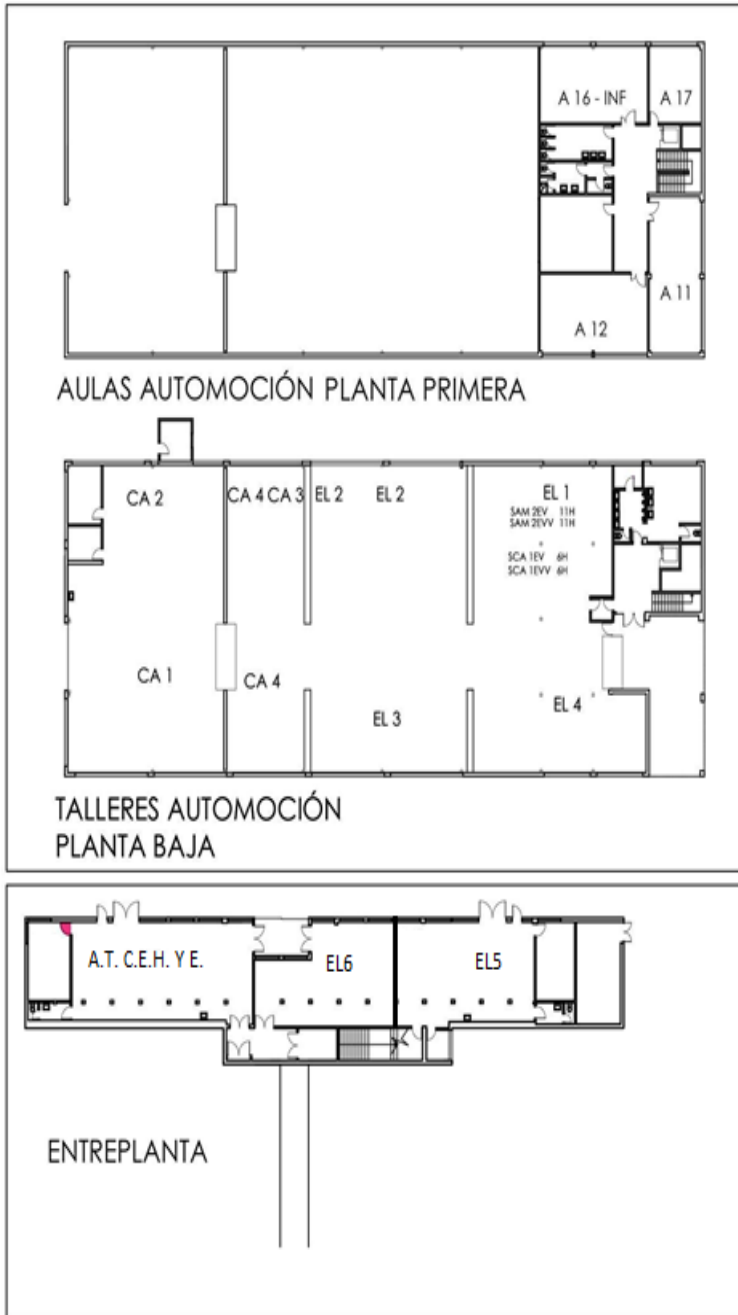 A 16 - INF A 17
A 11
A 12
AULAS AUTOMOCIÓN PLANTA PRIMERA
CA 2 CA 4 CA 3 EL 2 EL 2 EL 1
SAM 2EV 11H
SAM 2EVV 11H
SCA 1EV 6H
SCA 1EVV 6H
CA 1 CA 4 EL 3 EL 4
TALLERES AUTOMOCIÓN
PLANTA BAJA
A.T. C.E.H. Y E. EL6 EL5
ENTREPLANTA